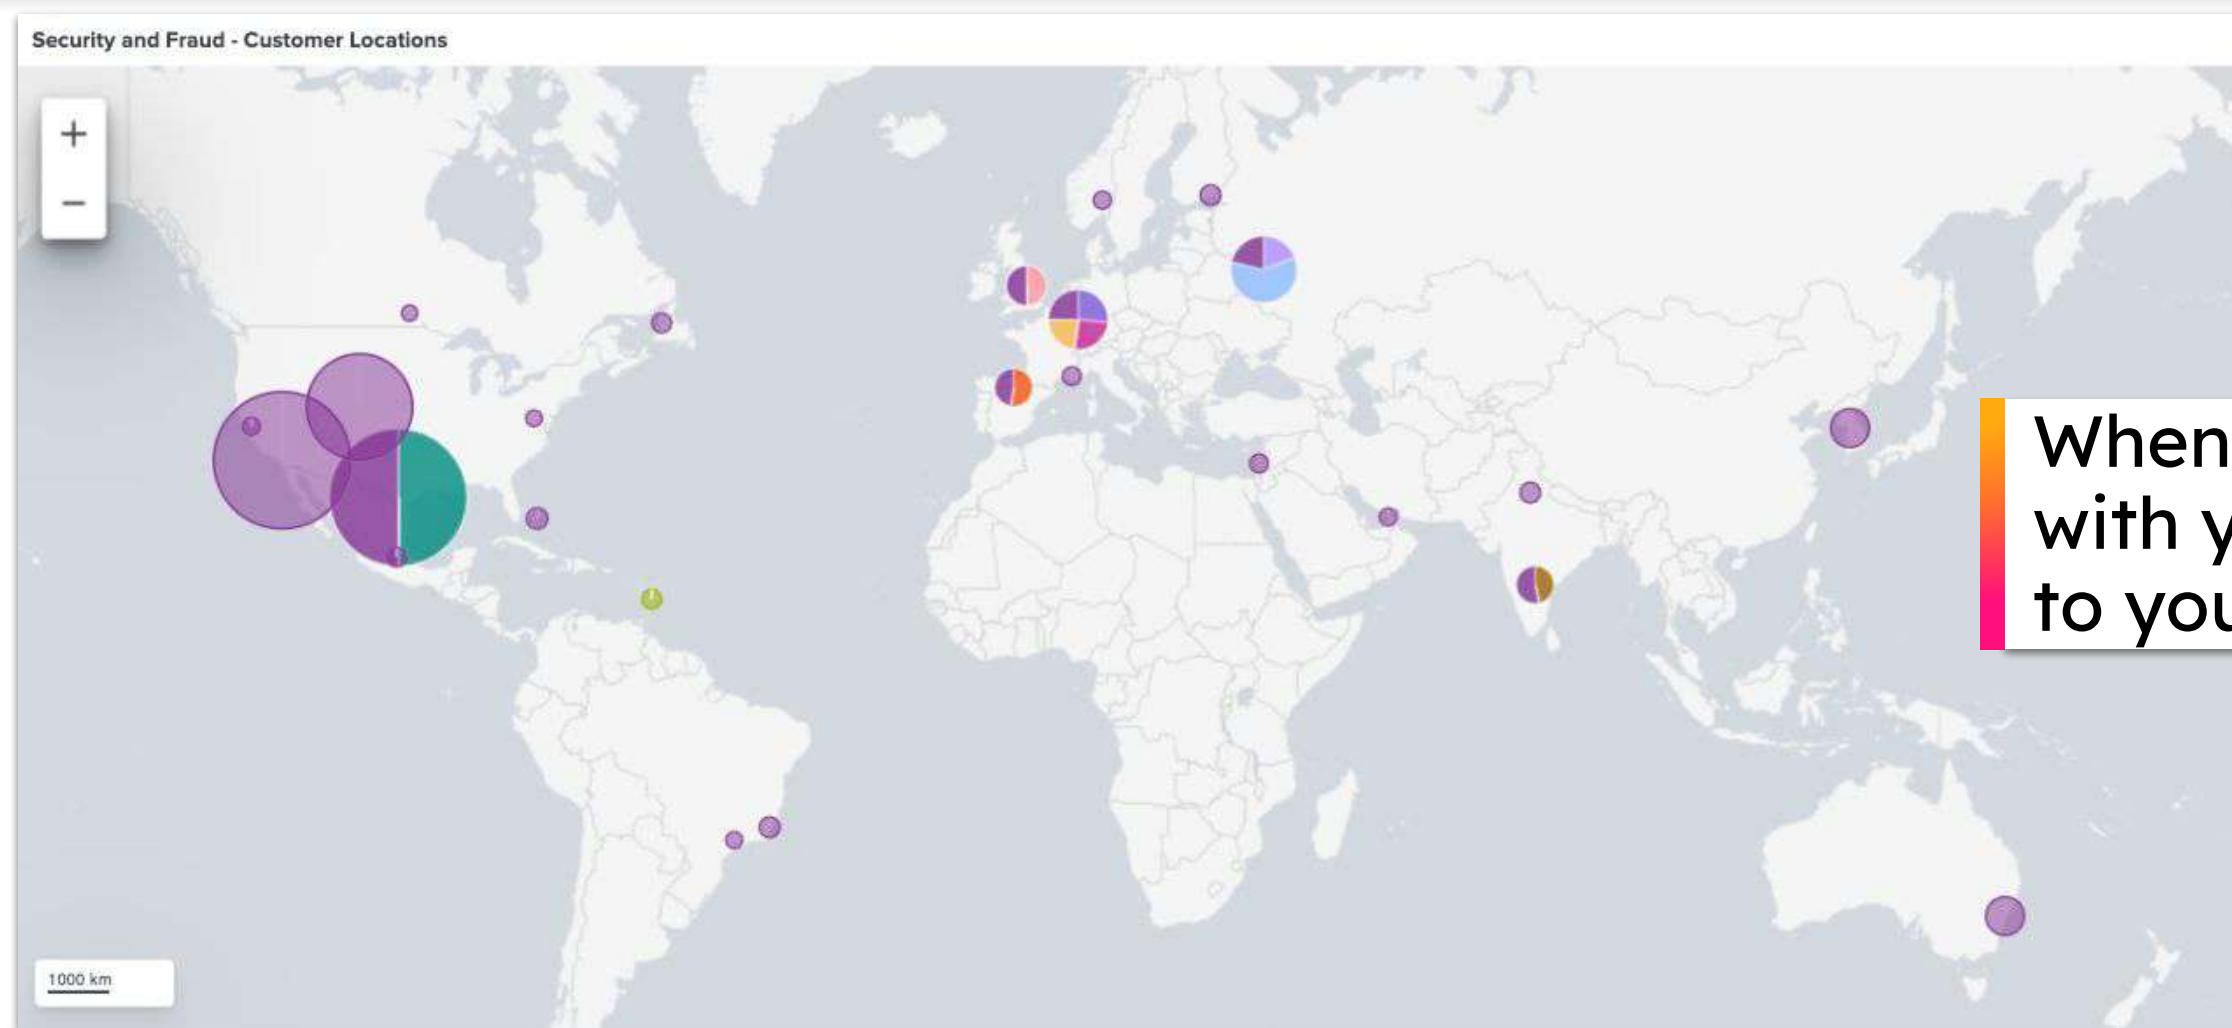 Security and Fraud - Customer Locations
+
−
When
with y
to you
1000 km